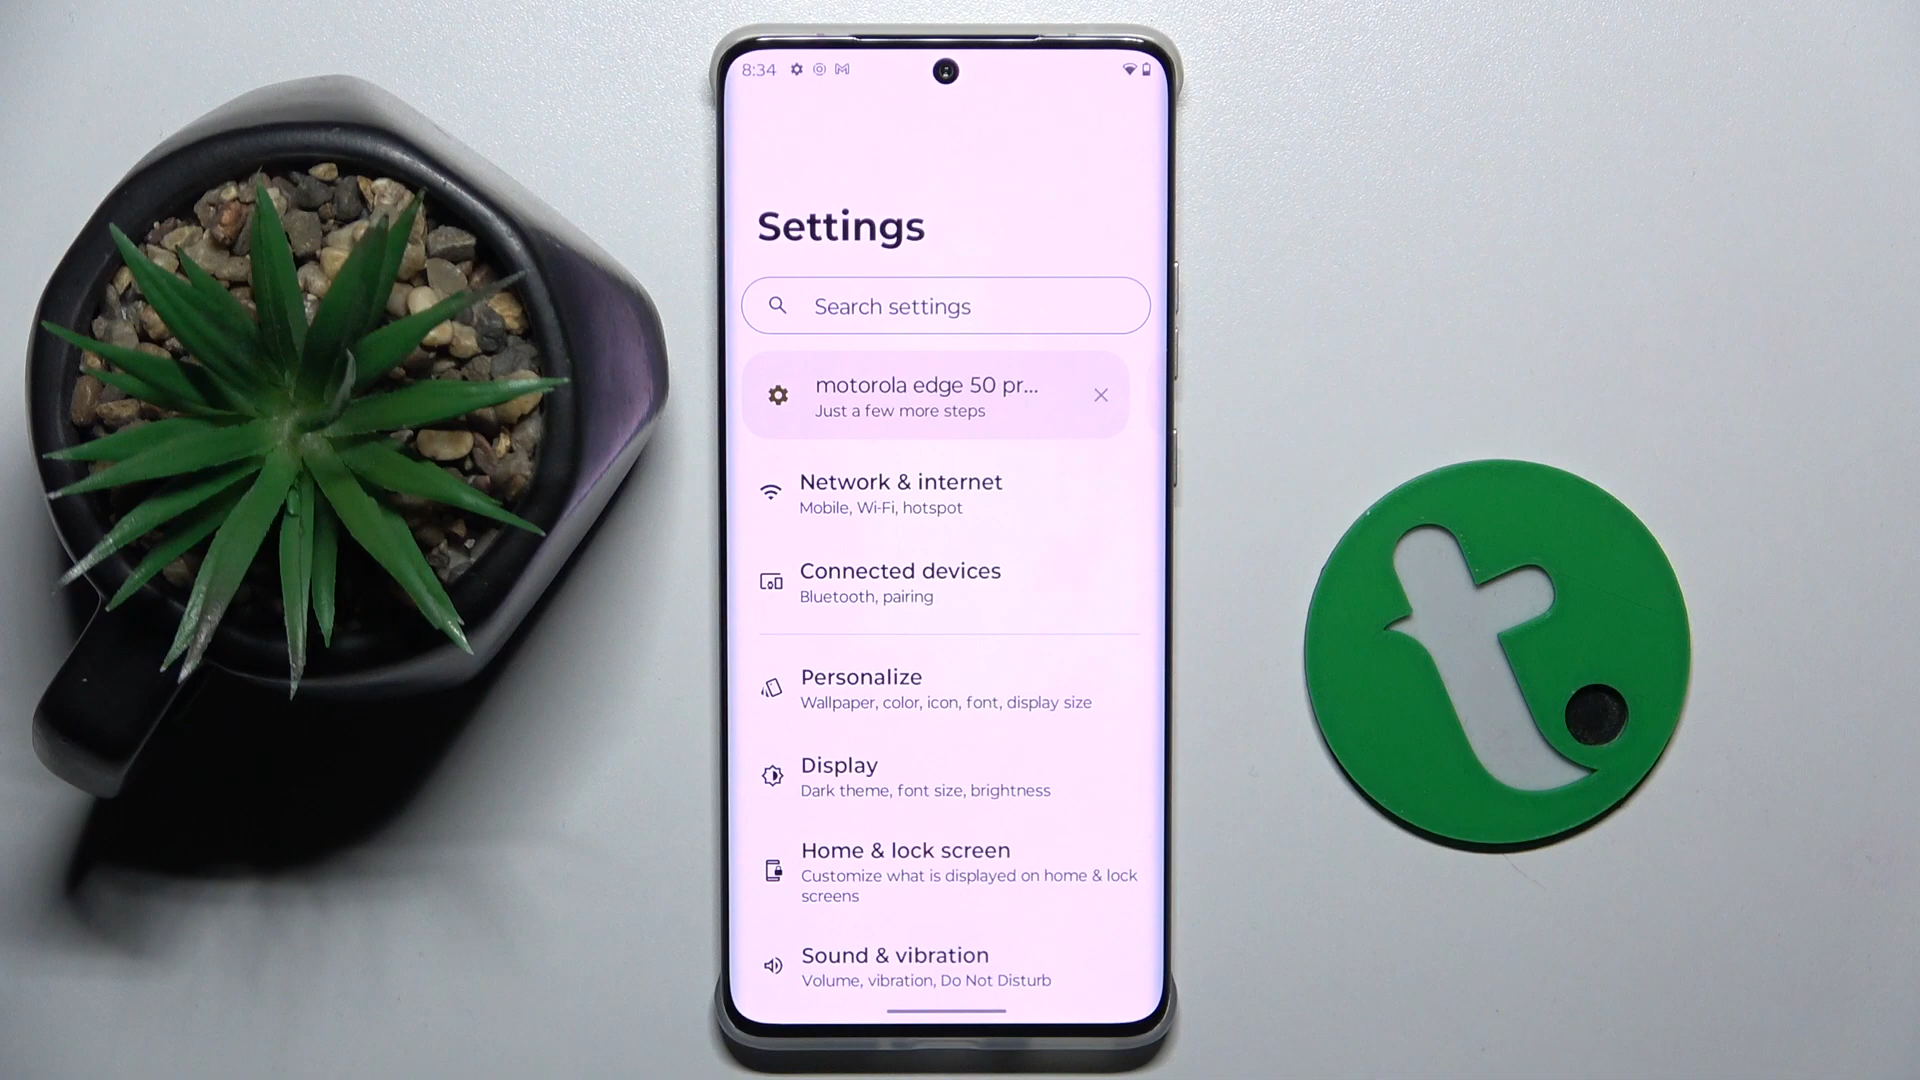 8:34
Settings
Search settings
motorola edge 50 pr...
Just a few more steps
Network & internet
Mobile, Wi-Fi, hotspot
Connected devices
Bluetooth, pairing
Personalize
Wallpaper, color, icon, font, display size
Display
Dark theme, font size, brightness
Home & lock screen
Customize what is displayed on home & lock
screens
Sound & vibration
Volume, vibration, Do Not Disturb
t.